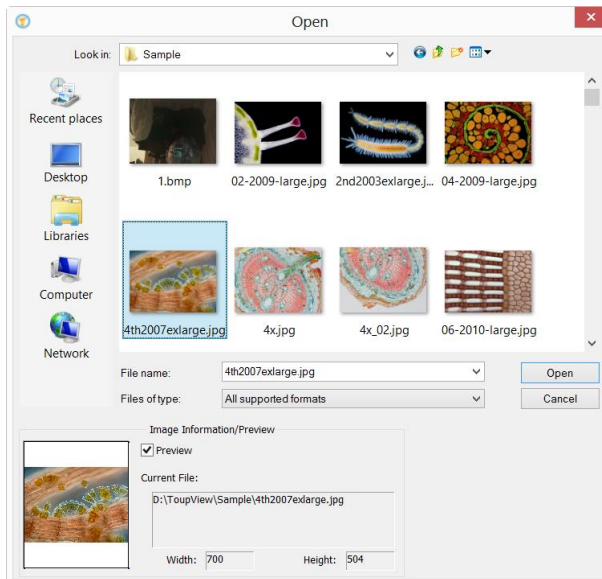 Open
Look in:
Sample
Recent places
Desktop
Libraries
Computer
Network
1.bmp
02-2009-large.jpg
2nd2003exlarge.j...
04-2009-large.jpg
4th2007exlarge.jpg
4x.jpg
4x_02.jpg
06-2010-large.jpg
File name:
4th2007exlarge.jpg
Open
Files of type:
All supported formats
Cancel
Image Information/Preview
Preview
Current File:
D:\ToupView\Sample\4th2007exlarge.jpg
Width: 700 Height: 504